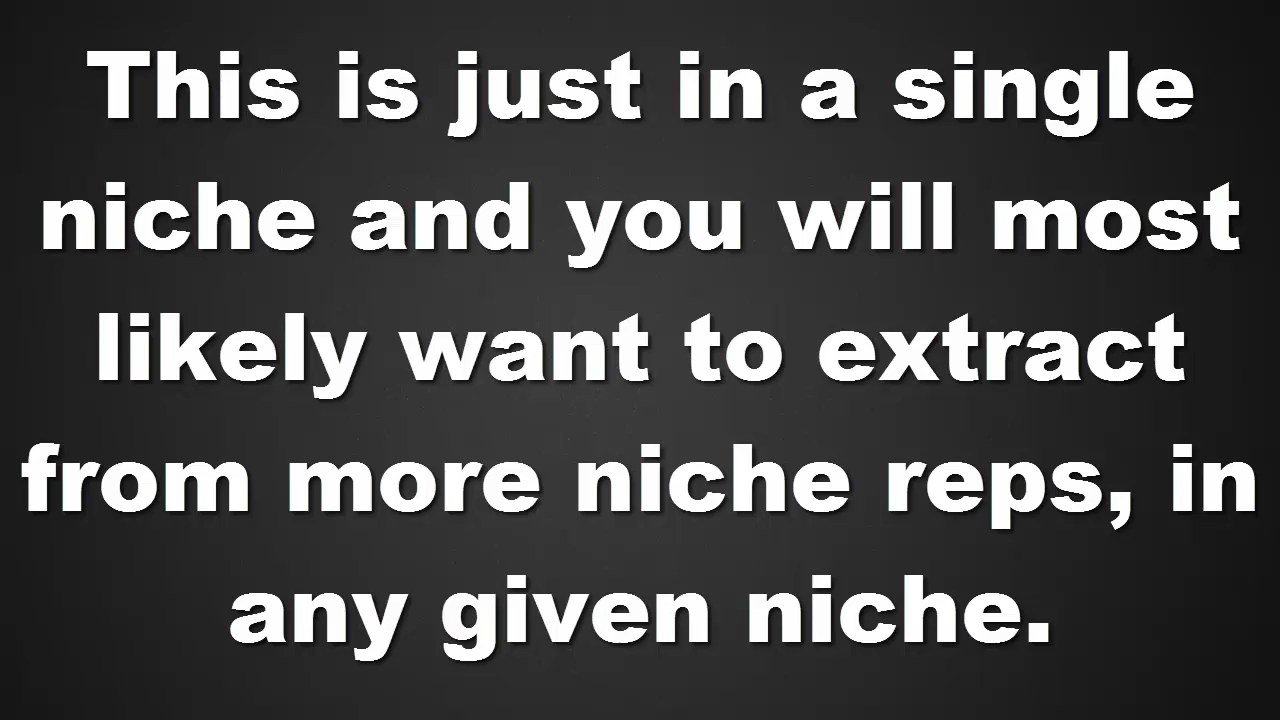 This is just in a single
niche and you will most
likely want to extract
from more niche reps, in
any given niche.